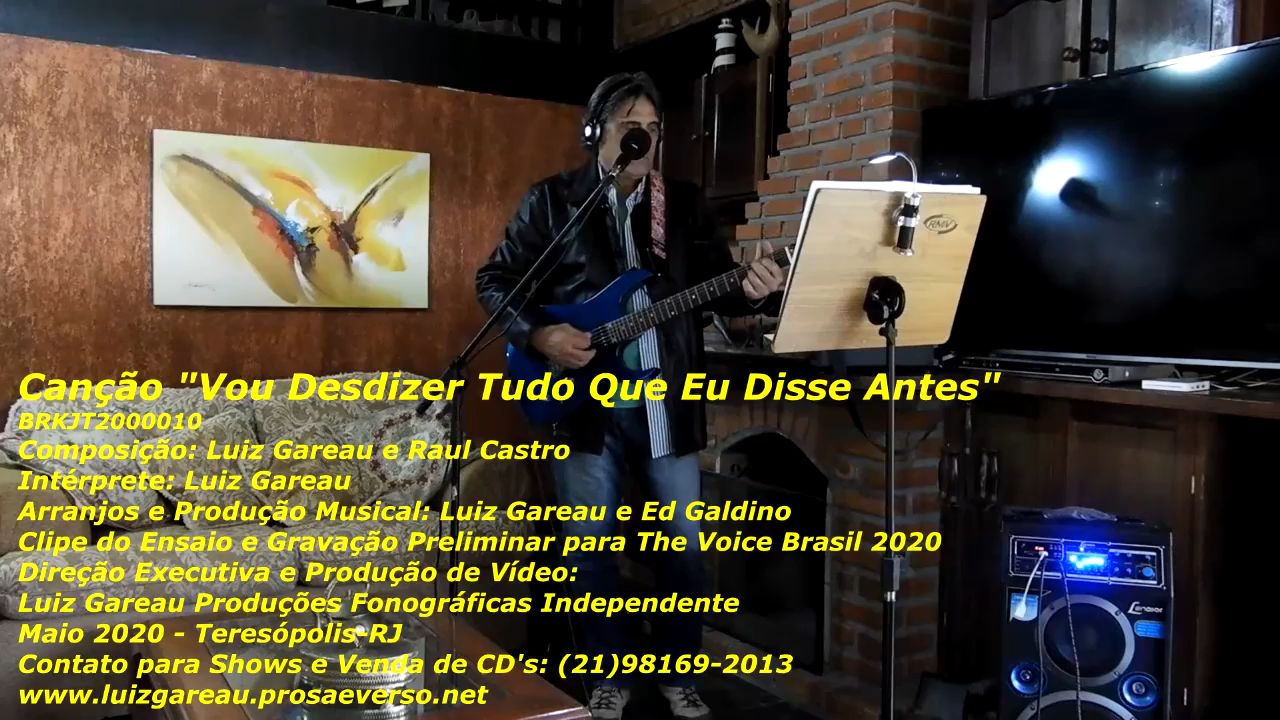 RMV
Canção "Vou Desdizer Tudo Que Eu Disse Antes"
BRKJT2000010
Composição: Luiz Gareau e Raul Castro
Intérprete: Luiz Gareau
Arranjos e Produção Musical: Luiz Gareau e Ed Galdino
Clipe do Ensaio e Gravação Preliminar para The Voice Brasil 2020
Direção Executiva e Produção de Vídeo:
Luiz Gareau Produções Fonográficas Independente
Maio 2020 - Teresópolis-RJ
Contato para Shows e Venda de CD's: (21)98169-2013
www.luizgareau.prosaeverso.net
Lenoxx